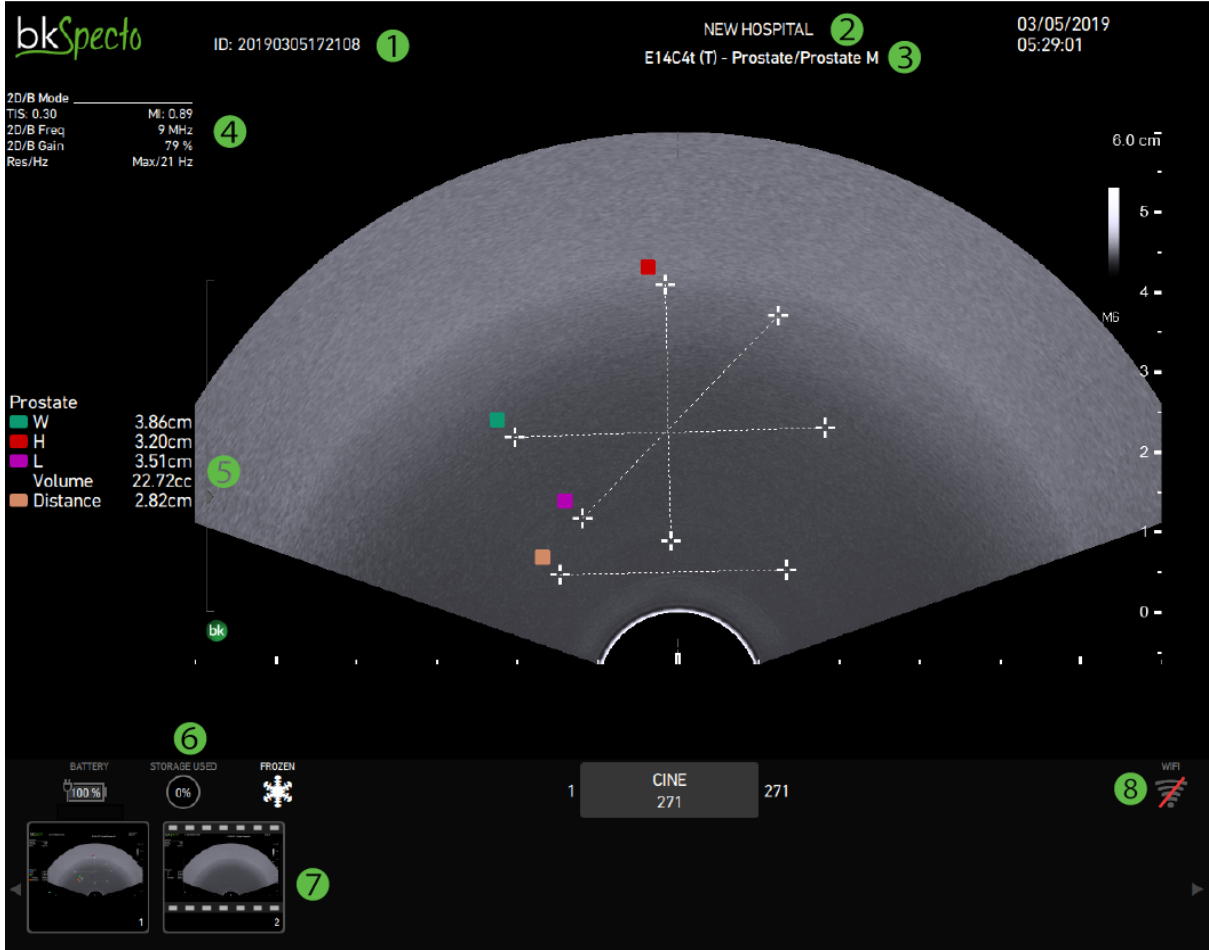 bkSpecto
ID: 20190305172108
1
NEW HOSPITAL
2
E14C4t (T) - Prostate/Prostate M
3
03/05/2019
05:29:01
2D/B Mode
TIS: 0.30 MI: 0.89
2D/B Freq 9 MHz
2D/B Gain 79 %
Res/Hz Max/21 Hz
4
6.0 cm
5
4
M6
3
2
1
0
Prostate
W 3.86cm
H 3.20cm
L 3.51cm
Volume 22.72cc
Distance 2.82cm
5
bk
6
BATTERY
100 %
STORAGE USED
0%
FROZEN
1
CINE
271
271
WIFI
8
1
2
7